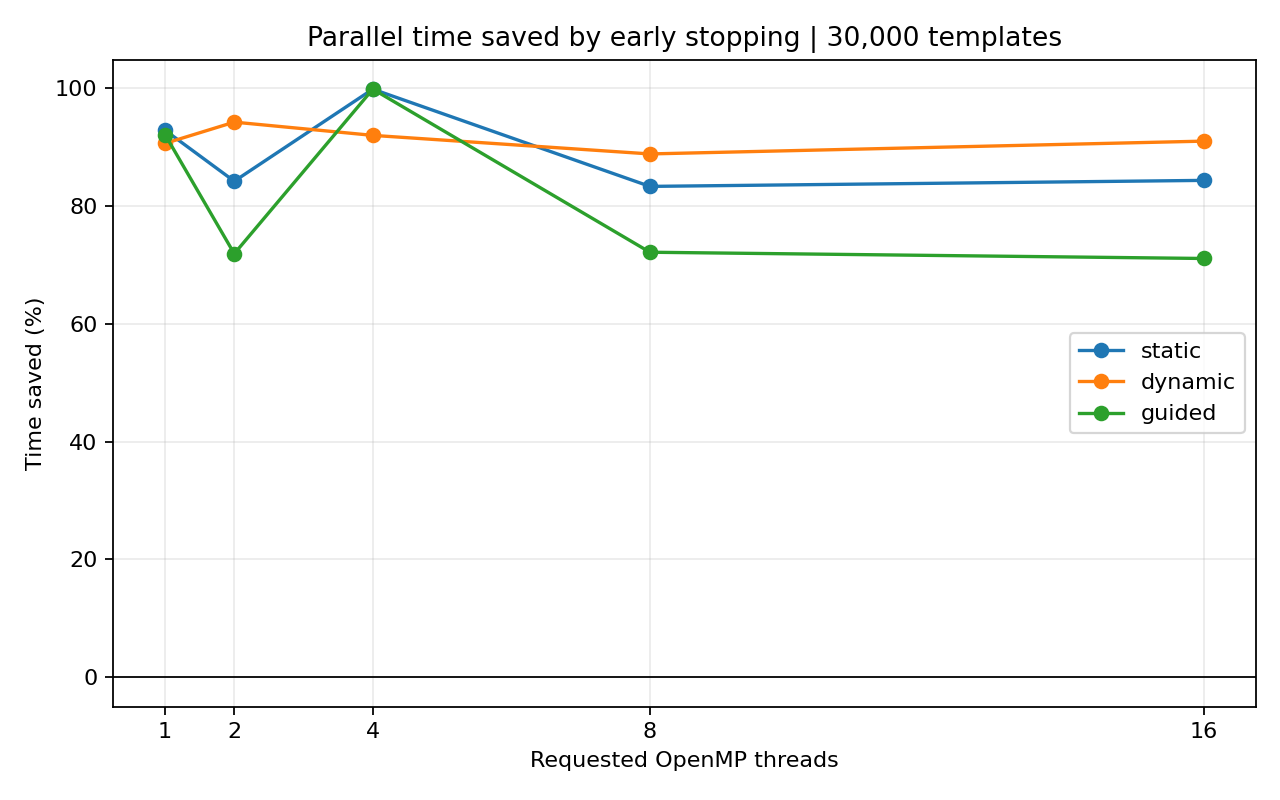 Parallel time saved by early stopping | 30,000 templates
Time saved (%)
100
80
60
40
20
0
static
dynamic
guided
1 2 4 8 16
Requested OpenMP threads